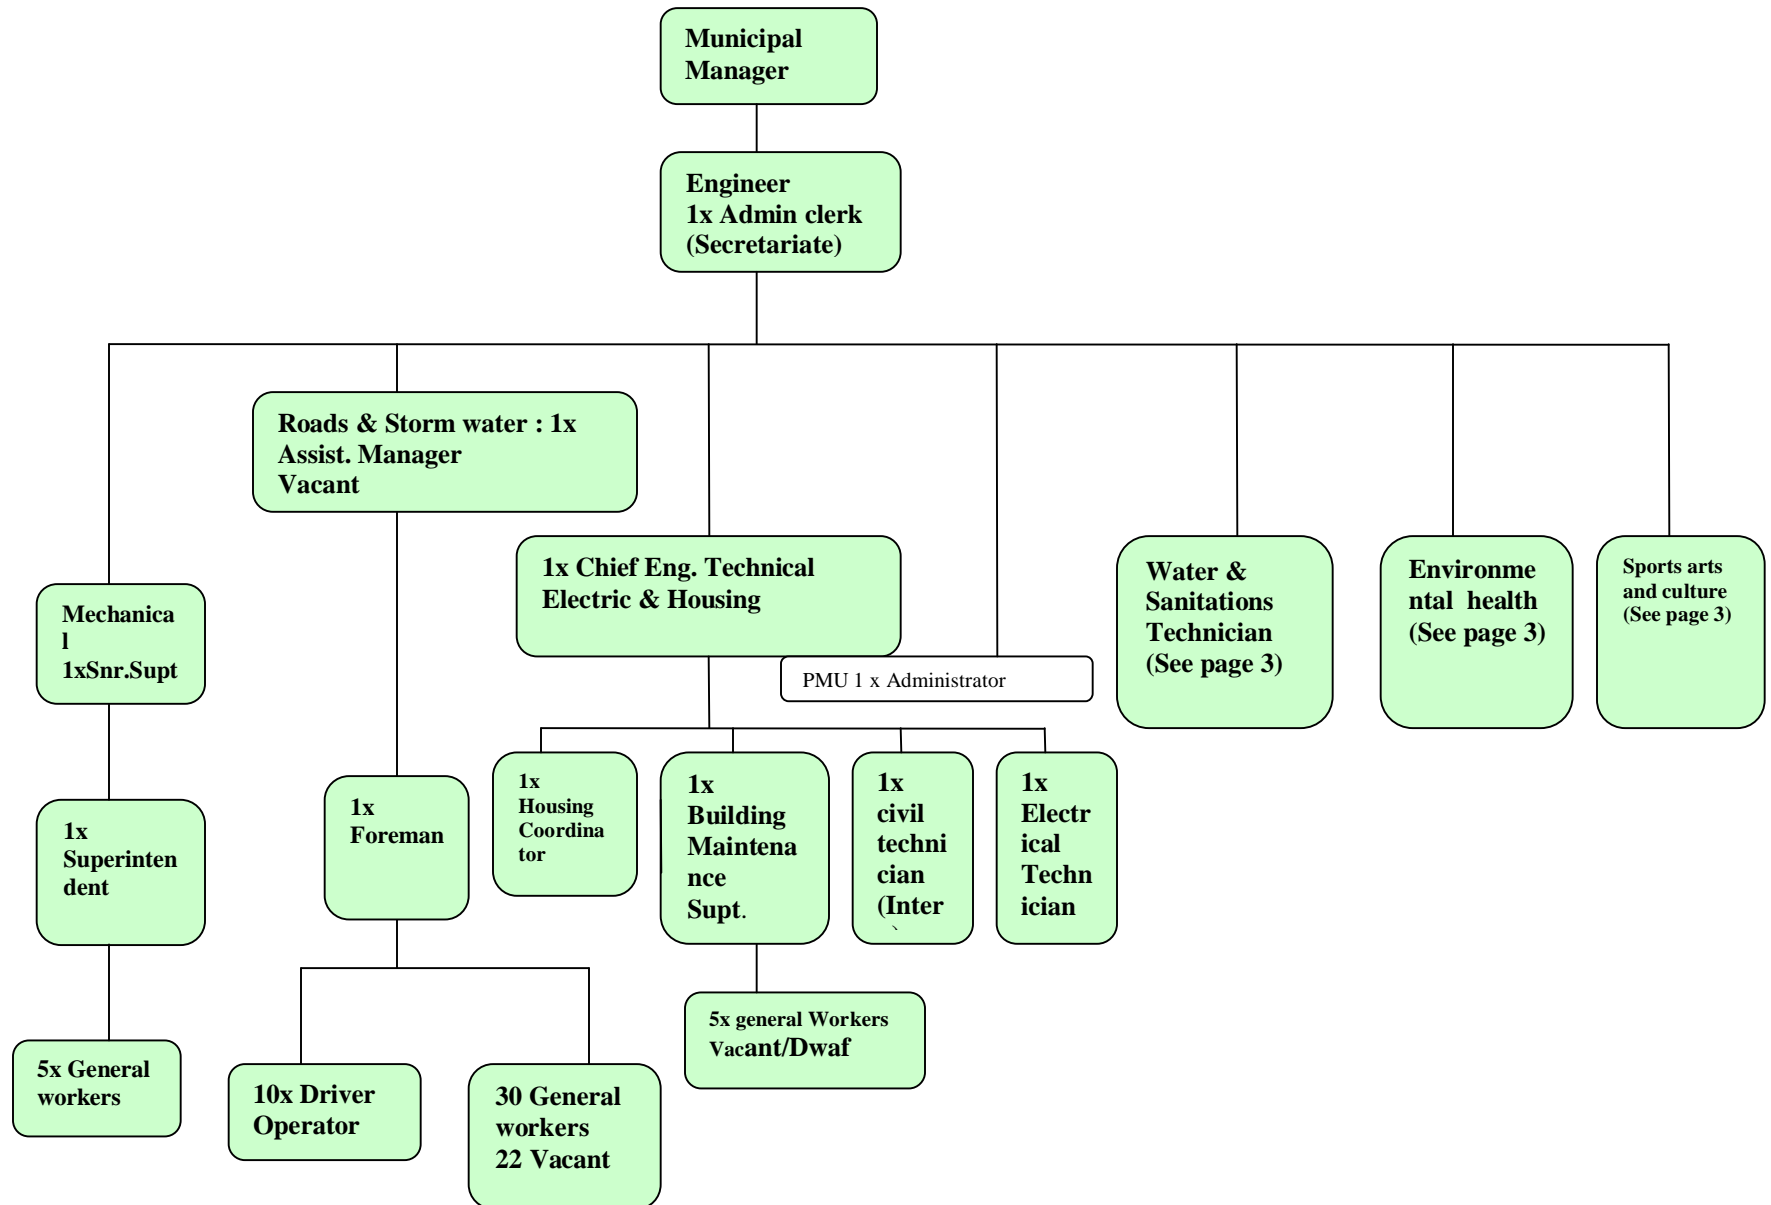 Municipal
Manager
Engineer
1x Admin clerk
(Secretariate)
Roads & Storm water : 1x
Assist. Manager
Vacant
1x Chief Eng. Technical
Electric & Housing
Water &
Sanitations
Technician
(See page 3)
Environme
ntal health
(See page 3)
Sports arts
and culture
(See page 3)
Mechanica
l
1xSnr.Supt
PMU 1 x Administrator
1x
Superinten
dent
1x
Foreman
1x
Housing
Coordina
tor
1x
Building
Maintena
nce
Supt.
1x
civil
techni
cian
(Inter
1x
Electr
ical
Techn
ician
5x General
workers
10x Driver
Operator
30 General
workers
22 Vacant
5x general Workers
Vacant/Dwaf